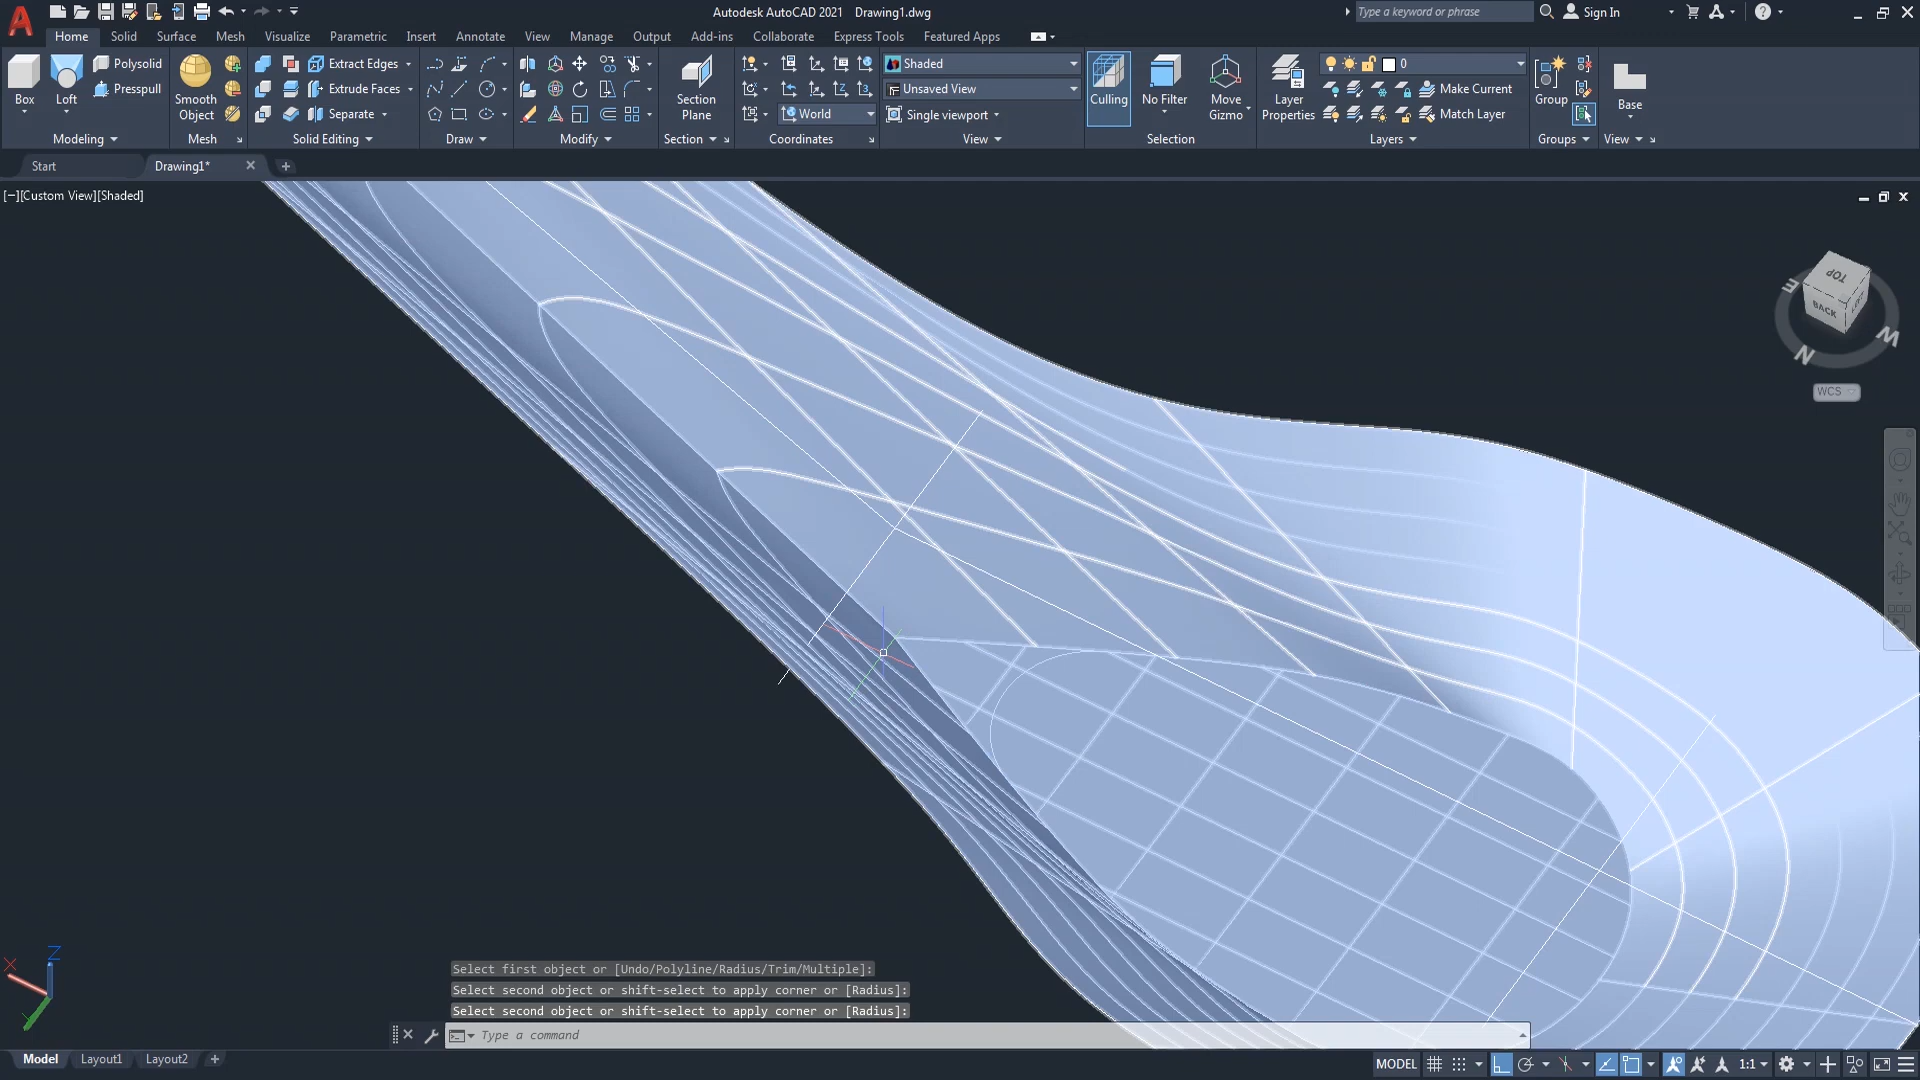 Autodesk AutoCAD 2021 Drawing1.dwg
Type a keyword or phrase
Sign In
Home Solid Surface Mesh Visualize Parametric Insert Annotate View Manage Output Add-ins Collaborate Express Tools Featured Apps
Box
Loft
Polysolid
Presspull
Modeling
Smooth
Object
Mesh
Extract Edges
Extrude Faces
Separate
Solid Editing
Draw
Modify
Section
Plane
Section
World
Coordinates
Shaded
Unsaved View
Single viewport
View
Culling
No Filter
Move
Gizmo
Selection
Layer
Properties
0
Make Current
Match Layer
Layers
Group
Groups
Base
View
Start
Drawing1*
[−][Custom View][Shaded]
TOP
BACK
E
N
W
WCS
X
Z
Select first object or [Undo/Polyline/Radius/Trim/Multiple]:
Select second object or shift-select to apply corner or [Radius]:
Select second object or shift-select to apply corner or [Radius]:
Type a command
Model Layout1 Layout2 +
MODEL
1:1